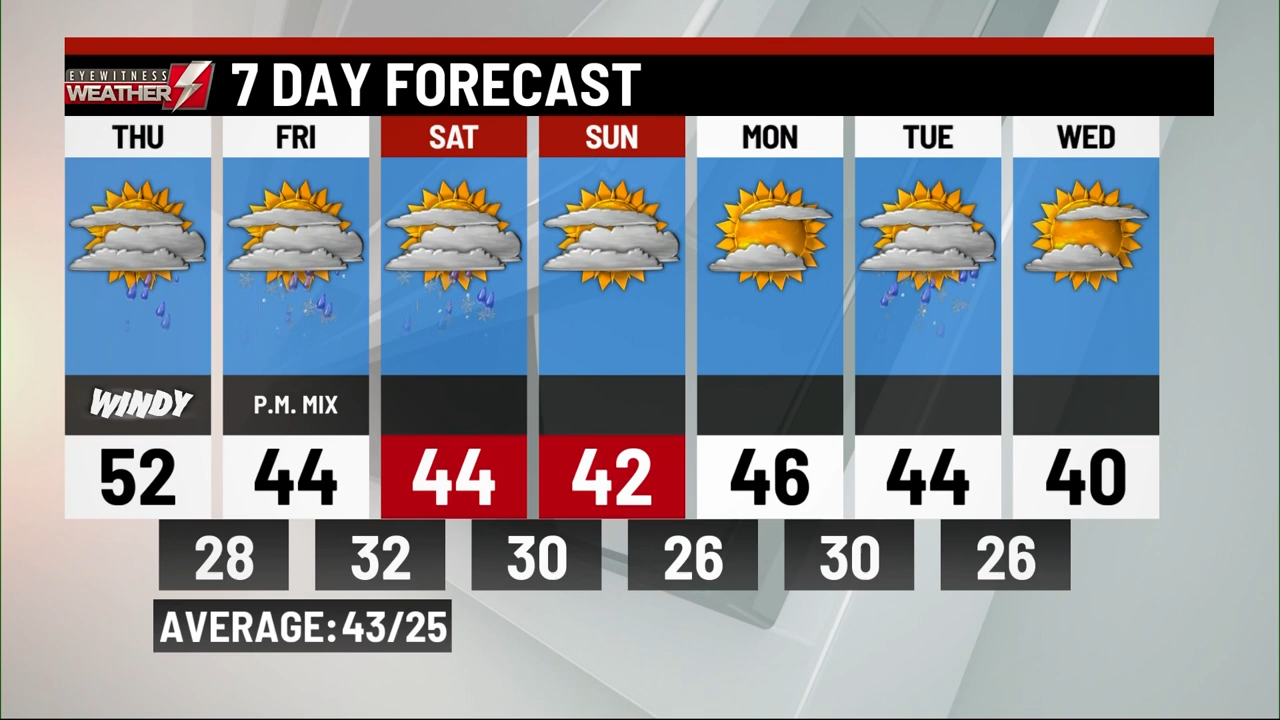 EYEWITNESS
WEATHER
7 DAY FORECAST
THU FRI SAT SUN MON TUE WED
WINDY P.M. MIX
52 44 44 42 46 44 40
28 32 30 26 30 26
AVERAGE: 43/25